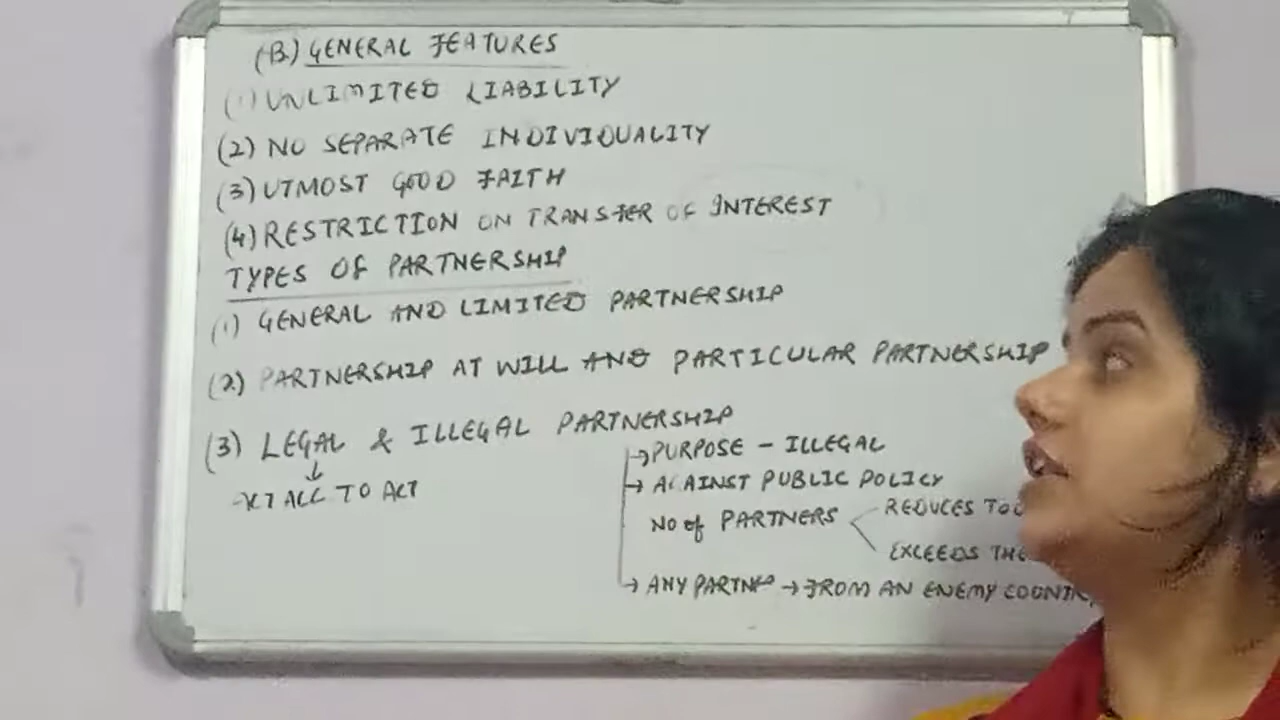 (B) GENERAL FEATURES
(1) UNLIMITED LIABILITY
(2) NO SEPARATE INDIVIDUALITY
(3) UTMOST GOOD FAITH
(4) RESTRICTION ON TRANSFER OF INTEREST
TYPES OF PARTNERSHIP
(1) GENERAL AND LIMITED PARTNERSHIP
(2) PARTNERSHIP AT WILL AND PARTICULAR PARTNERSHIP
(3) LEGAL & ILLEGAL PARTNERSHIP
↓
ACC TO ACT
→ PURPOSE - ILLEGAL
→ AGAINST PUBLIC POLICY
NO of PARTNERS
REDUCES TO
EXCEEDS THE
→ ANY PARTNER → FROM AN ENEMY COUNTRY